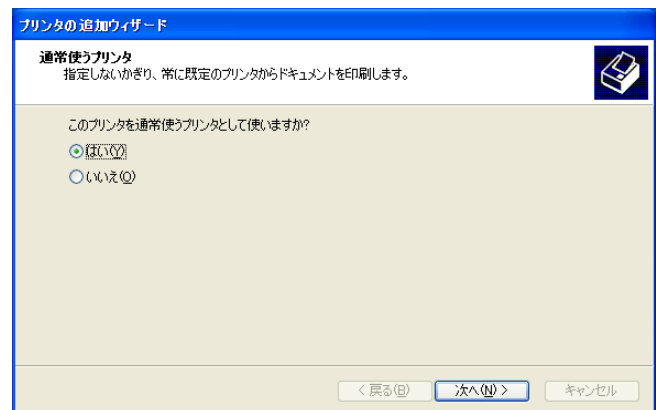 プリンタの追加ウィザード
通常使うプリンタ
指定しないかぎり、常に既定のプリンタからドキュメントを印刷します。
このプリンタを通常使うプリンタとして使いますか?
はい(Y)
いいえ(O)
< 戻る(B)
次へ(N) >
キャンセル